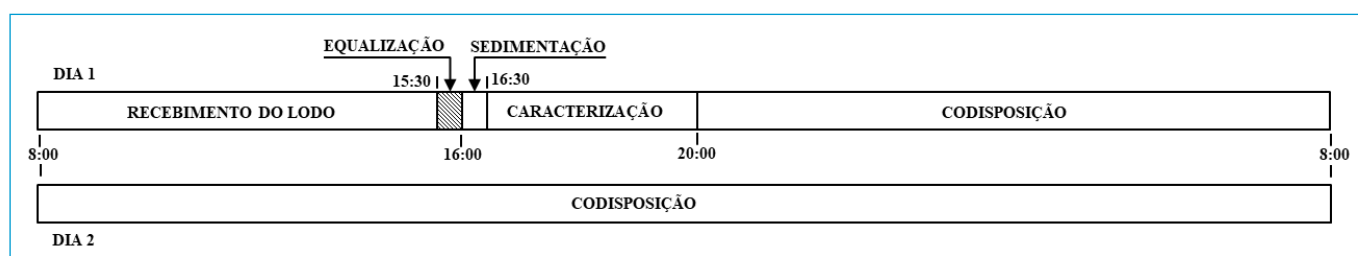 EQUALIZAÇÃO SEDIMENTAÇÃO
DIA 1
15:30 16:30
RECEBIMENTO DO LODO CARACTERIZAÇÃO CODISPOSIÇÃO
8:00 16:00 20:00 8:00
CODISPOSIÇÃO
DIA 2